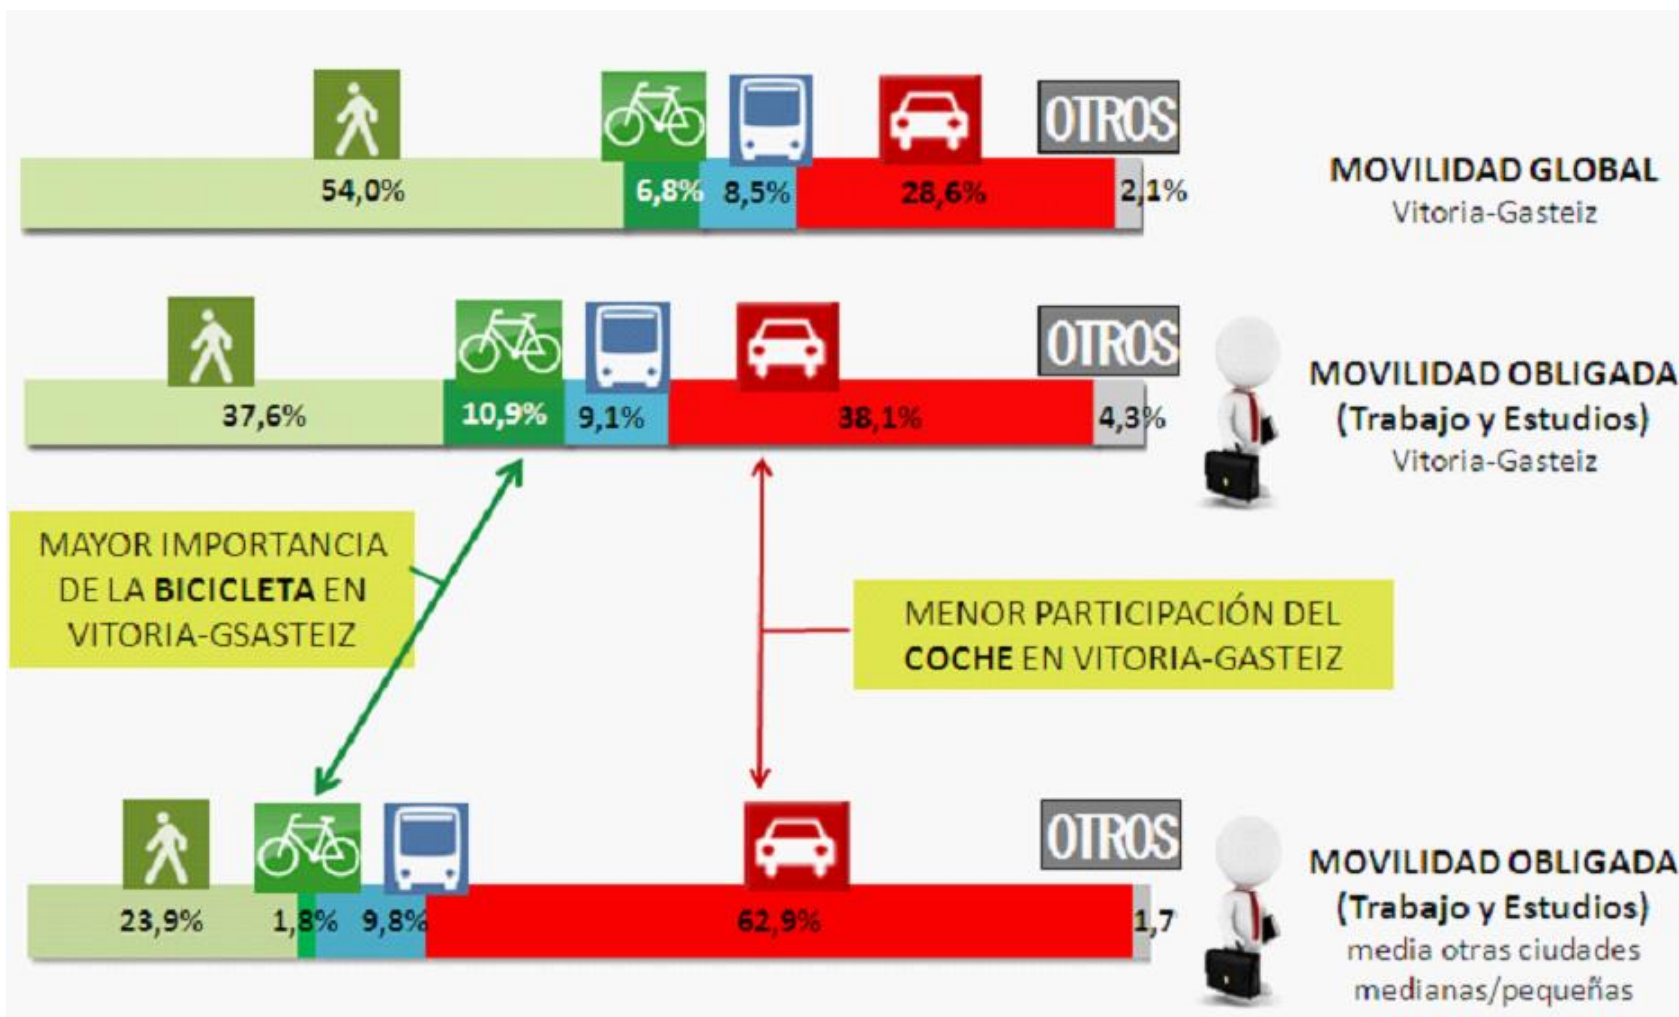 OTROS
54,0% 6,8% 8,5% 28,6% 2,1%
MOVILIDAD GLOBAL
Vitoria-Gasteiz
OTROS
37,6% 10,9% 9,1% 38,1% 4,3%
MOVILIDAD OBLIGADA
(Trabajo y Estudios)
Vitoria-Gasteiz
MAYOR IMPORTANCIA
DE LA BICICLETA EN
VITORIA-GSASTEIZ
MENOR PARTICIPACIÓN DEL
COCHE EN VITORIA-GASTEIZ
OTROS
23,9% 1,8% 9,8% 62,9% 1,7
MOVILIDAD OBLIGADA
(Trabajo y Estudios)
media otras ciudades
medianas/pequeñas